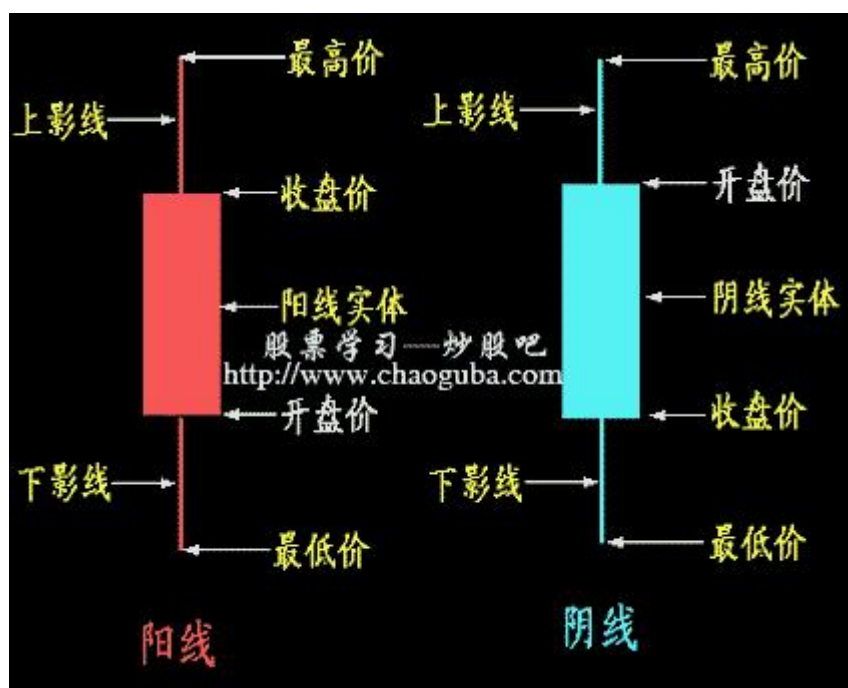 最高价
上影线
收盘价
阳线实体
开盘价
下影线
最低价
阳线
最高价
上影线
开盘价
阴线实体
收盘价
下影线
最低价
阴线
股票学习——炒股吧
http://www.chaoguba.com